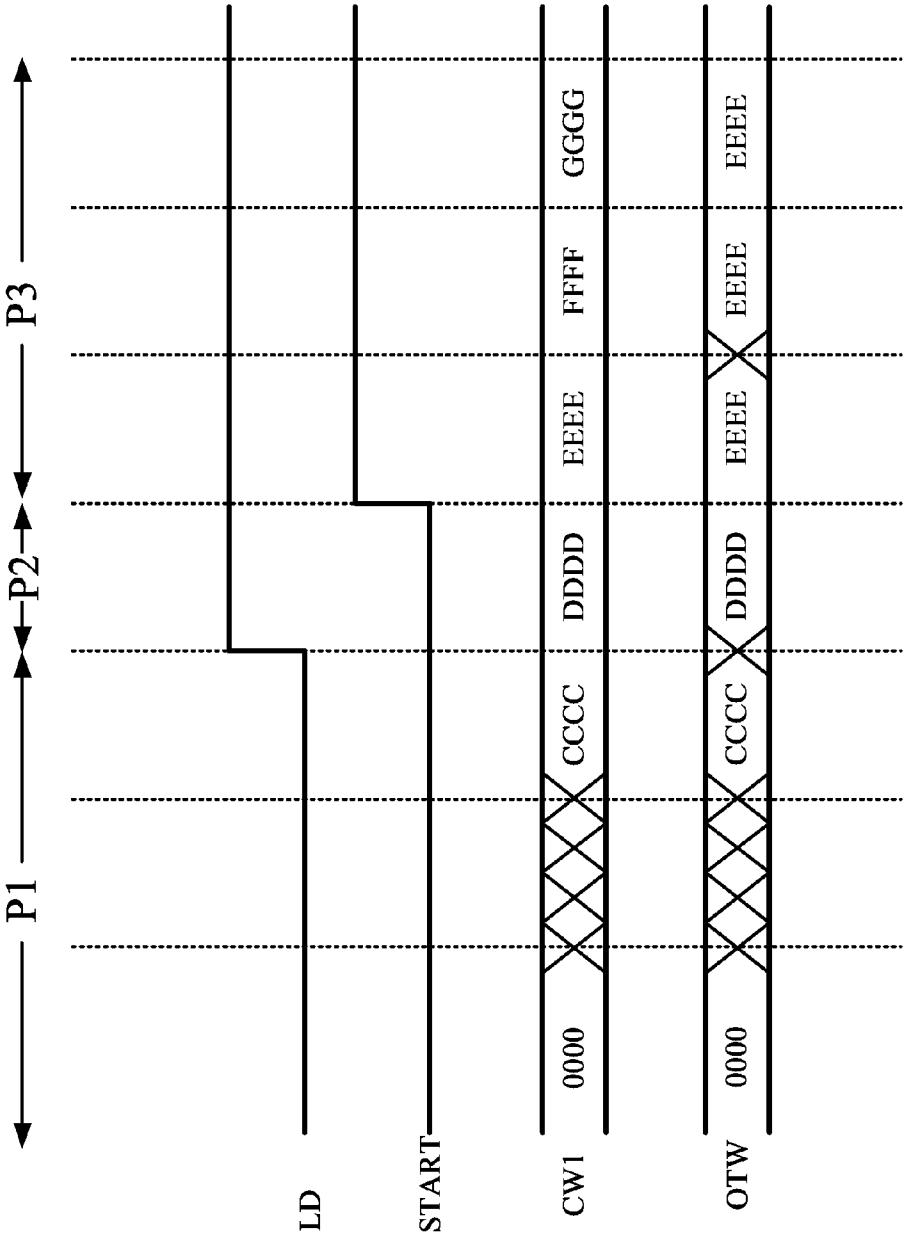 P1 P2 P3
LD
START
CW1 0000 CCCC DDDD EEEE FFFF GGGG
OTW 0000 CCCC DDDD EEEE EEEE EEEE